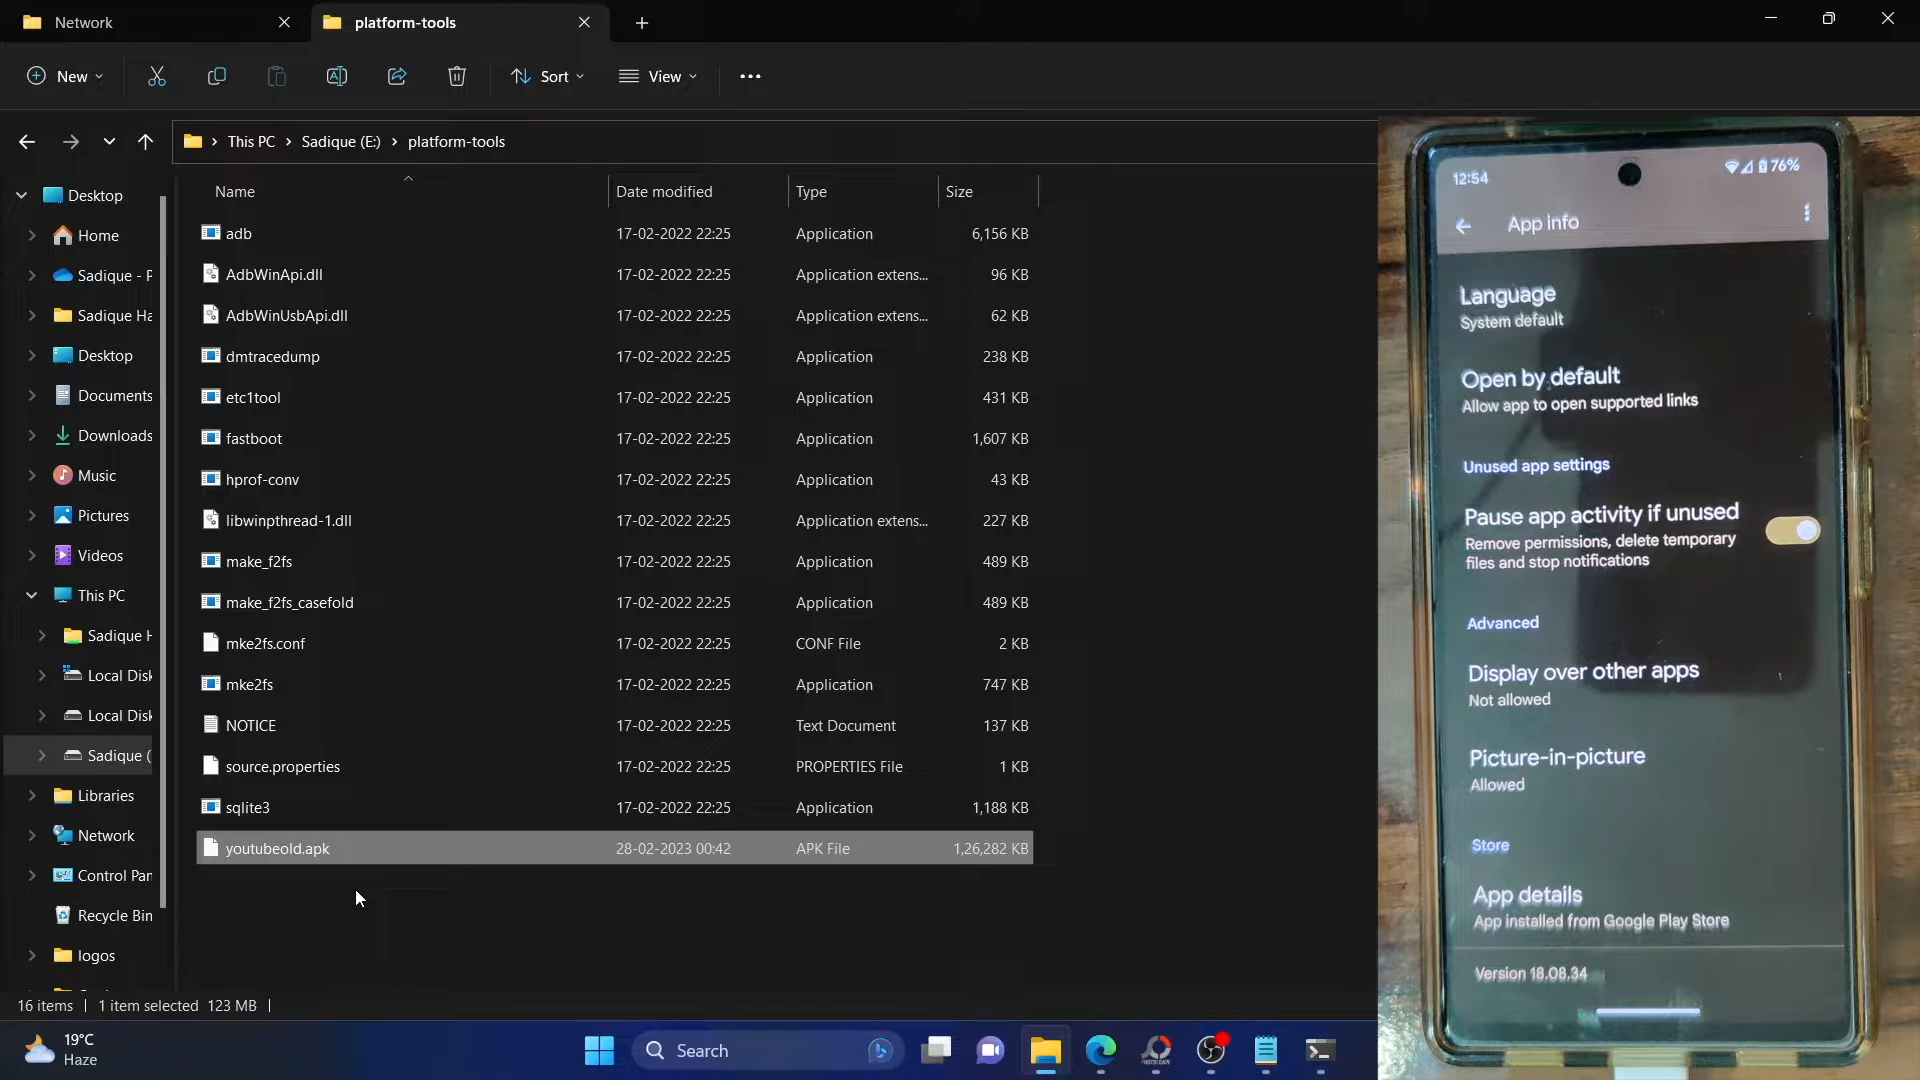 Network
platform-tools
New
Sort
View
This PC > Sadique (E:) > platform-tools
Name Date modified Type Size
Desktop
Home
Sadique - P
Sadique Ha
Desktop
Documents
Downloads
Music
Pictures
Videos
This PC
Sadique H
Local Disk
Local Disk
Sadique (
Libraries
Network
Control Pan
Recycle Bin
logos
adb 17-02-2022 22:25 Application 6,156 KB
AdbWinApi.dll 17-02-2022 22:25 Application extens... 96 KB
AdbWinUsbApi.dll 17-02-2022 22:25 Application extens... 62 KB
dmtracedump 17-02-2022 22:25 Application 238 KB
etc1tool 17-02-2022 22:25 Application 431 KB
fastboot 17-02-2022 22:25 Application 1,607 KB
hprof-conv 17-02-2022 22:25 Application 43 KB
libwinpthread-1.dll 17-02-2022 22:25 Application extens... 227 KB
make_f2fs 17-02-2022 22:25 Application 489 KB
make_f2fs_casefold 17-02-2022 22:25 Application 489 KB
mke2fs.conf 17-02-2022 22:25 CONF File 2 KB
mke2fs 17-02-2022 22:25 Application 747 KB
NOTICE 17-02-2022 22:25 Text Document 137 KB
source.properties 17-02-2022 22:25 PROPERTIES File 1 KB
sqlite3 17-02-2022 22:25 Application 1,188 KB
youtubeold.apk 28-02-2023 00:42 APK File 1,26,282 KB
16 items 1 item selected 123 MB
19°C
Haze
Search
12:54 76%
App info
Language
System default
Open by default
Allow app to open supported links
Unused app settings
Pause app activity if unused
Remove permissions, delete temporary
files and stop notifications
Advanced
Display over other apps
Not allowed
Picture-in-picture
Allowed
Store
App details
App installed from Google Play Store
Version 18.08.34